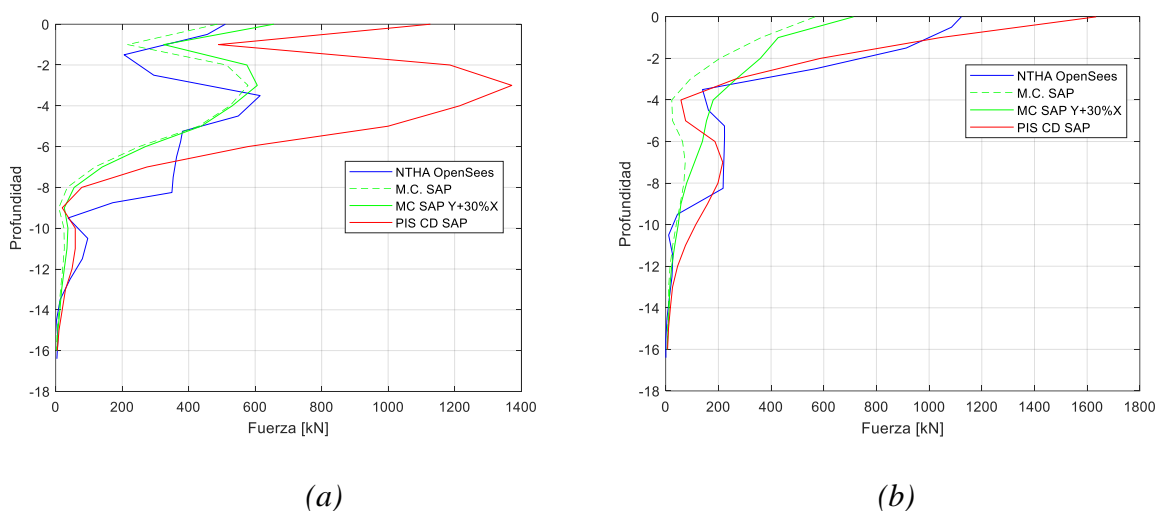 0
-2
-4
-6
-8
-10
-12
-14
-16
-18
Profundidad
0 200 400 600 800 1000 1200 1400
Fuerza [kN]
NTHA OpenSees
M.C. SAP
MC SAP Y+30%X
PIS CD SAP
(a)
0
-2
-4
-6
-8
-10
-12
-14
-16
-18
Profundidad
0 200 400 600 800 1000 1200 1400 1600 1800
Fuerza [kN]
NTHA OpenSees
M.C. SAP
MC SAP Y+30%X
PIS CD SAP
(b)